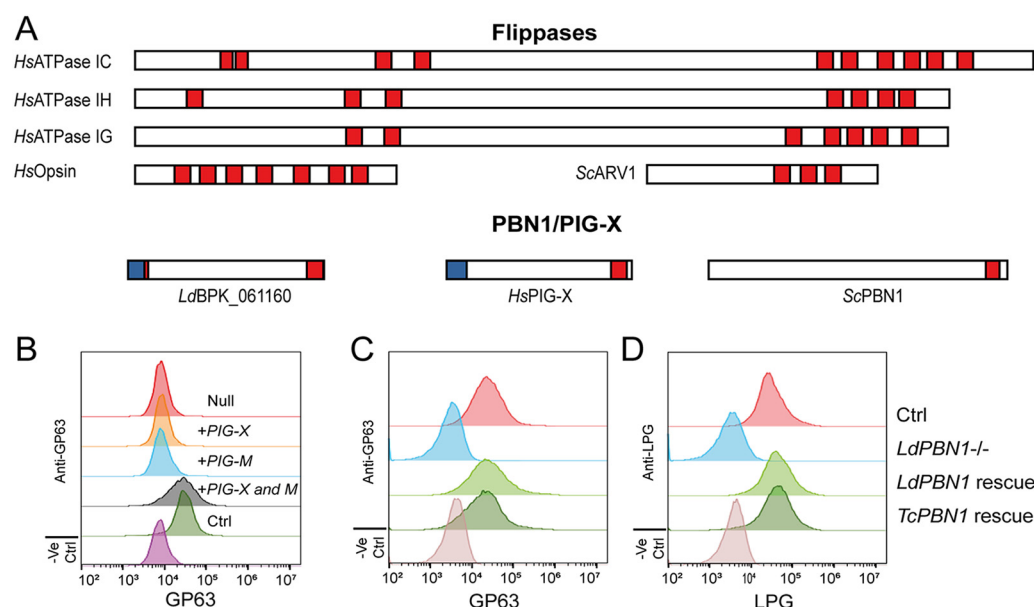 A
Flippases
HsATPase IC
HsATPase IH
HsATPase IG
HsOpsin
ScARV1
PBN1/PIG-X
LdBPK_061160
HsPIG-X
ScPBN1
B
Anti-GP63
-Ve
Ctrl
Null
+PIG-X
+PIG-M
+PIG-X and M
Ctrl
10² 10³ 10⁴ 10⁵ 10⁶ 10⁷
GP63
C
Anti-GP63
-Ve
Ctrl
10² 10³ 10⁴ 10⁵ 10⁶ 10⁷
GP63
D
Anti-LPG
-Ve
Ctrl
10² 10³ 10⁴ 10⁵ 10⁶ 10⁷
LPG
Ctrl
LdPBN1-/-
LdPBN1 rescue
TcPBN1 rescue